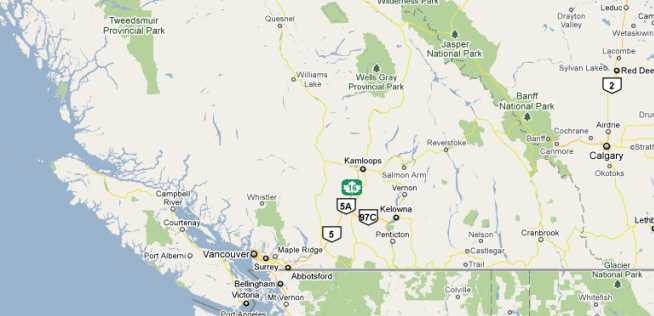 Wilderness Park
Leduc
Cam
Tweedsmuir
Provincial Park
Quesnel
Drayton
Valley
Wetaskiwin
Jasper
National Park
Lacombe
Williams
Lake
Wells Gray
Provincial Park
Sylvan Lake
Red Deer
2
Banff
National Park
Airdrie
Cochrane
Banff
Canmore
Calgary
Okotoks
Revelstoke
Kamloops
Salmon Arm
16
Vernon
5A
97C
Kelowna
Whistler
Campbell
River
Courtenay
5
Penticton
Nelson
Cranbrook
Castlegar
Trail
Port Alberni
Vancouver
Maple Ridge
Surrey
Abbotsford
Bellingham
Victoria
Mt Vernon
Port Angeles
Colville
Glacier
National Park
Whitefish